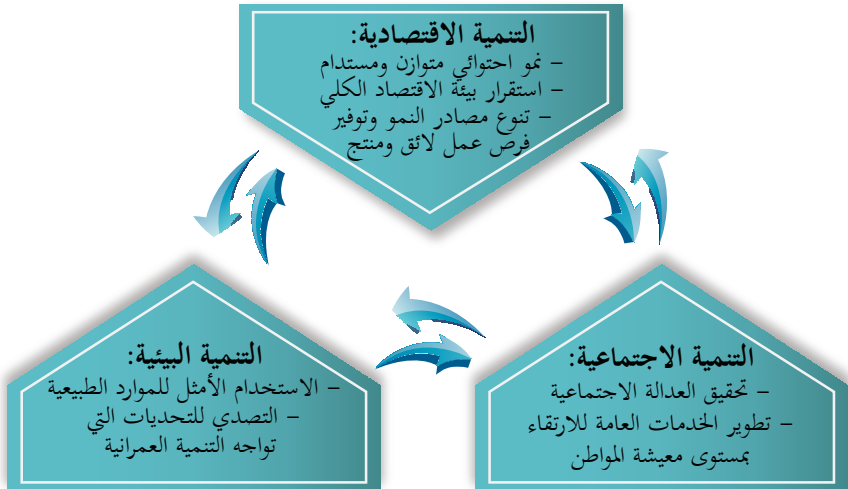 التنمية الاقتصادية:
- نمو احتوائي متوازن ومستدام
- استقرار بيئة الاقتصاد الكلي
- تنوع مصادر النمو وتوفير
فرص عمل لائق ومنتج
التنمية الاجتماعية:
- تحقيق العدالة الاجتماعية
- تطوير الخدمات العامة للارتقاء
بمستوى معيشة المواطن
التنمية البيئية:
- الاستخدام الأمثل للموارد الطبيعية
- التصدي للتحديات التي
تواجه التنمية العمرانية